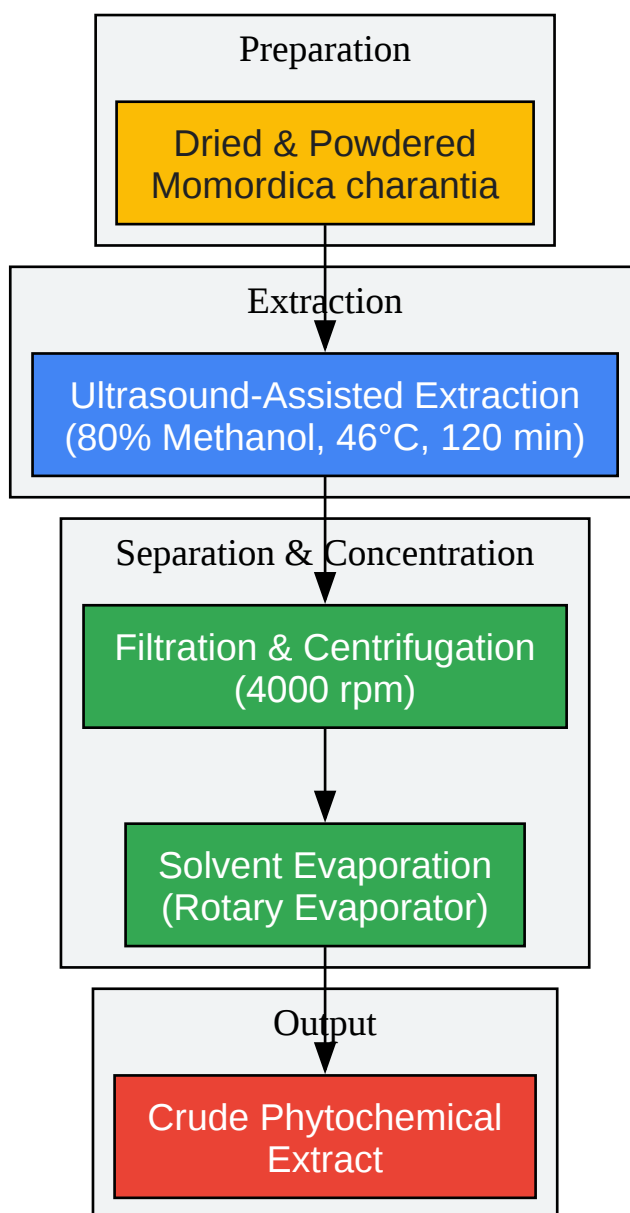 Preparation
Dried & Powdered
Momordica charantia
Extraction
Ultrasound-Assisted Extraction
(80% Methanol, 46°C, 120 min)
Separation & Concentration
Filtration & Centrifugation
(4000 rpm)
Solvent Evaporation
(Rotary Evaporator)
Output
Crude Phytochemical
Extract